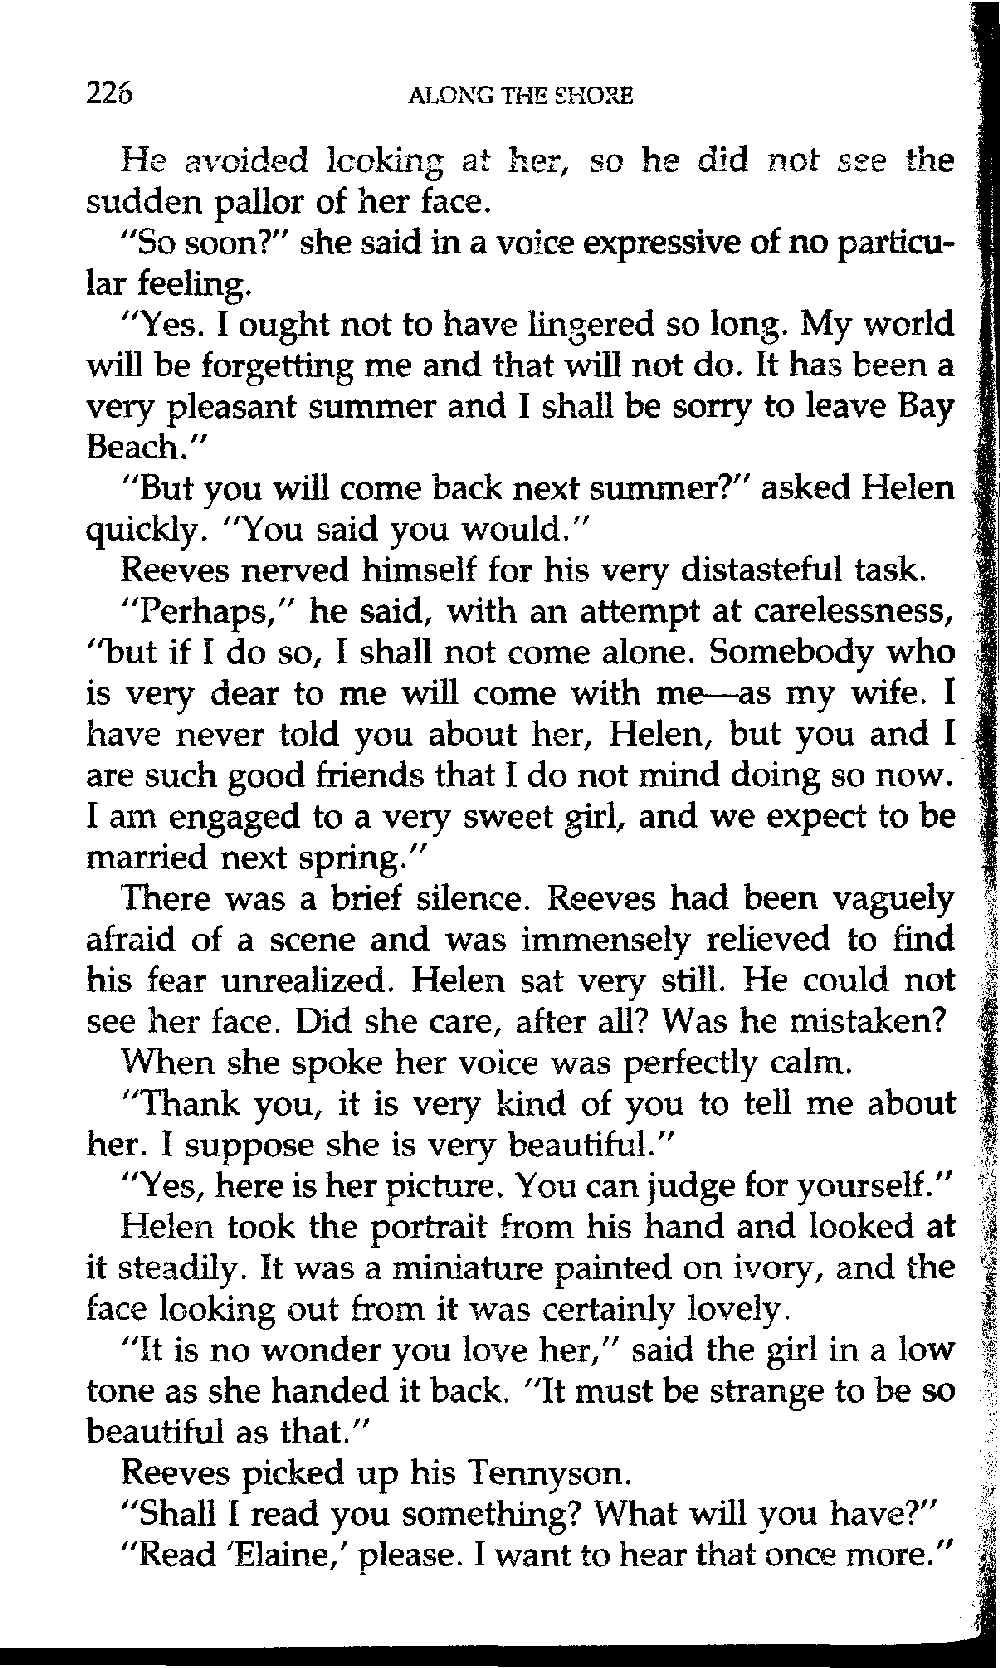 226 ALONG THE SHORE
He avoided looking at her, so he did not see the
sudden pallor of her face.
"So soon?" she said in a voice expressive of no particu-
lar feeling.
"Yes. I ought not to have lingered so long. My world
will be forgetting me and that will not do. It has been a
very pleasant summer and I shall be sorry to leave Bay
Beach."
"But you will come back next summer?" asked Helen
quickly. "You said you would."
Reeves nerved himself for his very distasteful task.
"Perhaps," he said, with an attempt at carelessness,
"but if I do so, I shall not come alone. Somebody who
is very dear to me will come with me—as my wife. I
have never told you about her, Helen, but you and I
are such good friends that I do not mind doing so now.
I am engaged to a very sweet girl, and we expect to be
married next spring."
There was a brief silence. Reeves had been vaguely
afraid of a scene and was immensely relieved to find
his fear unrealized. Helen sat very still. He could not
see her face. Did she care, after all? Was he mistaken?
When she spoke her voice was perfectly calm.
"Thank you, it is very kind of you to tell me about
her. I suppose she is very beautiful."
"Yes, here is her picture. You can judge for yourself."
Helen took the portrait from his hand and looked at
it steadily. It was a miniature painted on ivory, and the
face looking out from it was certainly lovely.
"It is no wonder you love her," said the girl in a low
tone as she handed it back. "It must be strange to be so
beautiful as that."
Reeves picked up his Tennyson.
"Shall I read you something? What will you have?"
"Read 'Elaine,' please. I want to hear that once more."